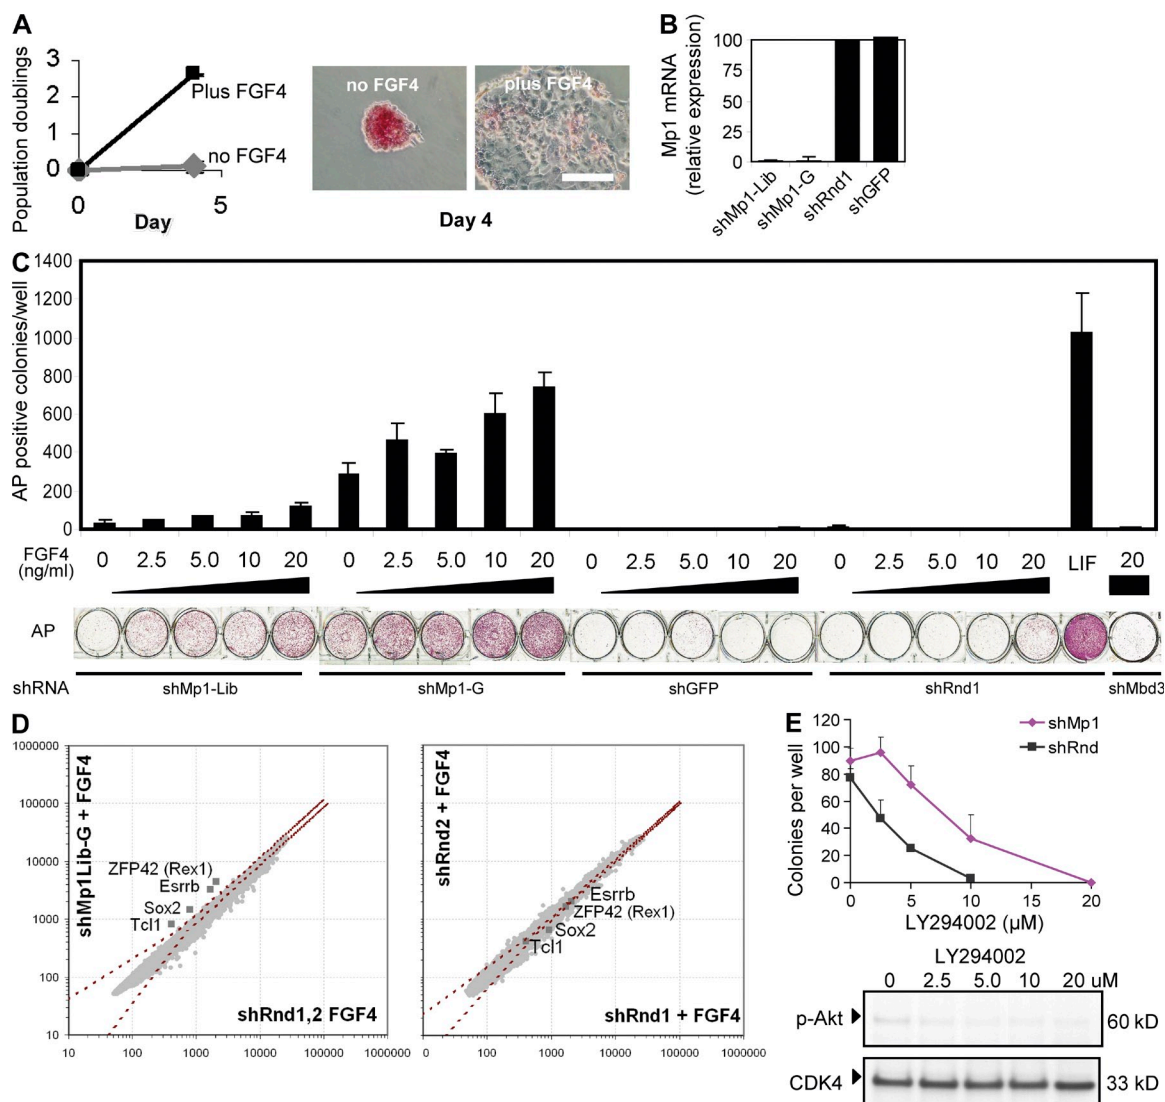 A
Population doublings
3
2
1
0
Plus FGF4
no FGF4
0
5
Day
no FGF4
plus FGF4
Day 4
B
Mp1 mRNA
(relative expression)
100
75
50
25
0
shMp1-Lib
shMp1-G
shRnd1
shGFP
C
AP positive colonies/well
1400
1200
1000
800
600
400
200
0
FGF4
(ng/ml)
0 2.5 5.0 10 20 0 2.5 5.0 10 20 0 2.5 5.0 10 20 0 2.5 5.0 10 20 LIF 20
AP
shRNA shMp1-Lib shMp1-G shGFP shRnd1 shMbd3
D
shMp1Lib-G + FGF4
1000000
100000
10000
1000
100
10
ZFP42 (Rex1)
Esrrb
Sox2
Tcl1
shRnd1,2 FGF4
10 100 1000 10000 100000 1000000
shRnd2 + FGF4
Esrrb
ZFP42 (Rex1)
Sox2
Tcl1
shRnd1 + FGF4
0 100 1000 10000 100000 1000000
E
Colonies per well
120
100
80
60
40
20
0
shMp1
shRnd
0 5 10 15 20
LY294002 (µM)
LY294002
0 2.5 5.0 10 20 uM
p-Akt 60 kD
CDK4 33 kD